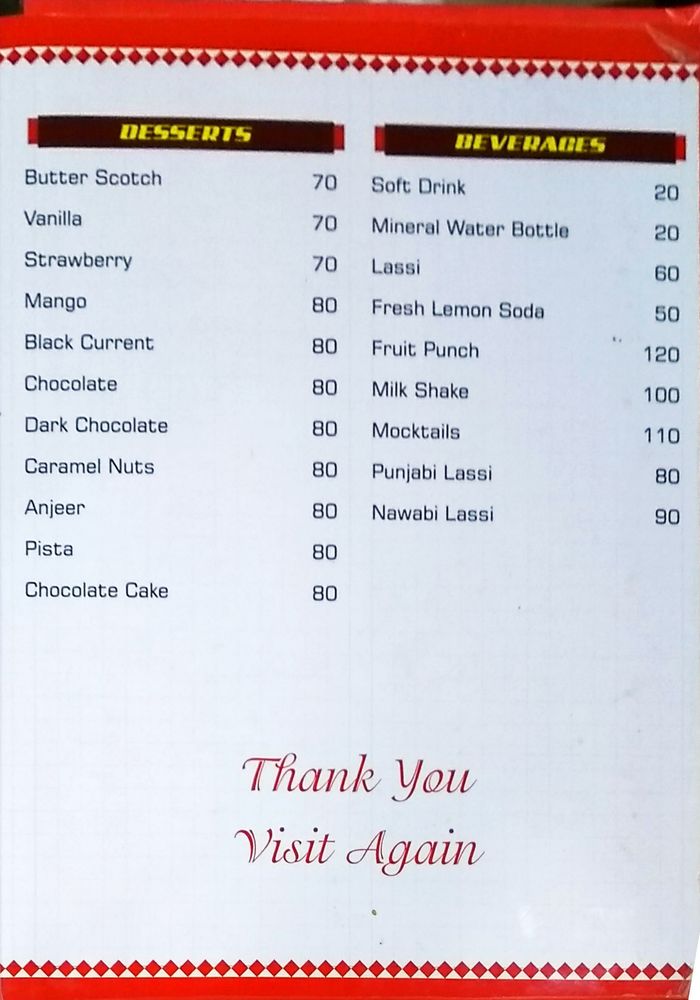 DESSERTS
Butter Scotch 70
Vanilla 70
Strawberry 70
Mango 80
Black Current 80
Chocolate 80
Dark Chocolate 80
Caramel Nuts 80
Anjeer 80
Pista 80
Chocolate Cake 80
BEVERAGES
Soft Drink 20
Mineral Water Bottle 20
Lassi 60
Fresh Lemon Soda 50
Fruit Punch 120
Milk Shake 100
Mocktails 110
Punjabi Lassi 80
Nawabi Lassi 90
Thank You
Visit Again